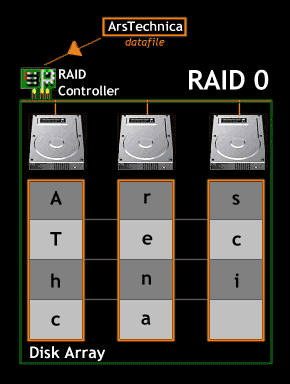 ArsTechnica
datafile
RAID
Controller
RAID 0
A r s
T e c
h n i
c a
Disk Array